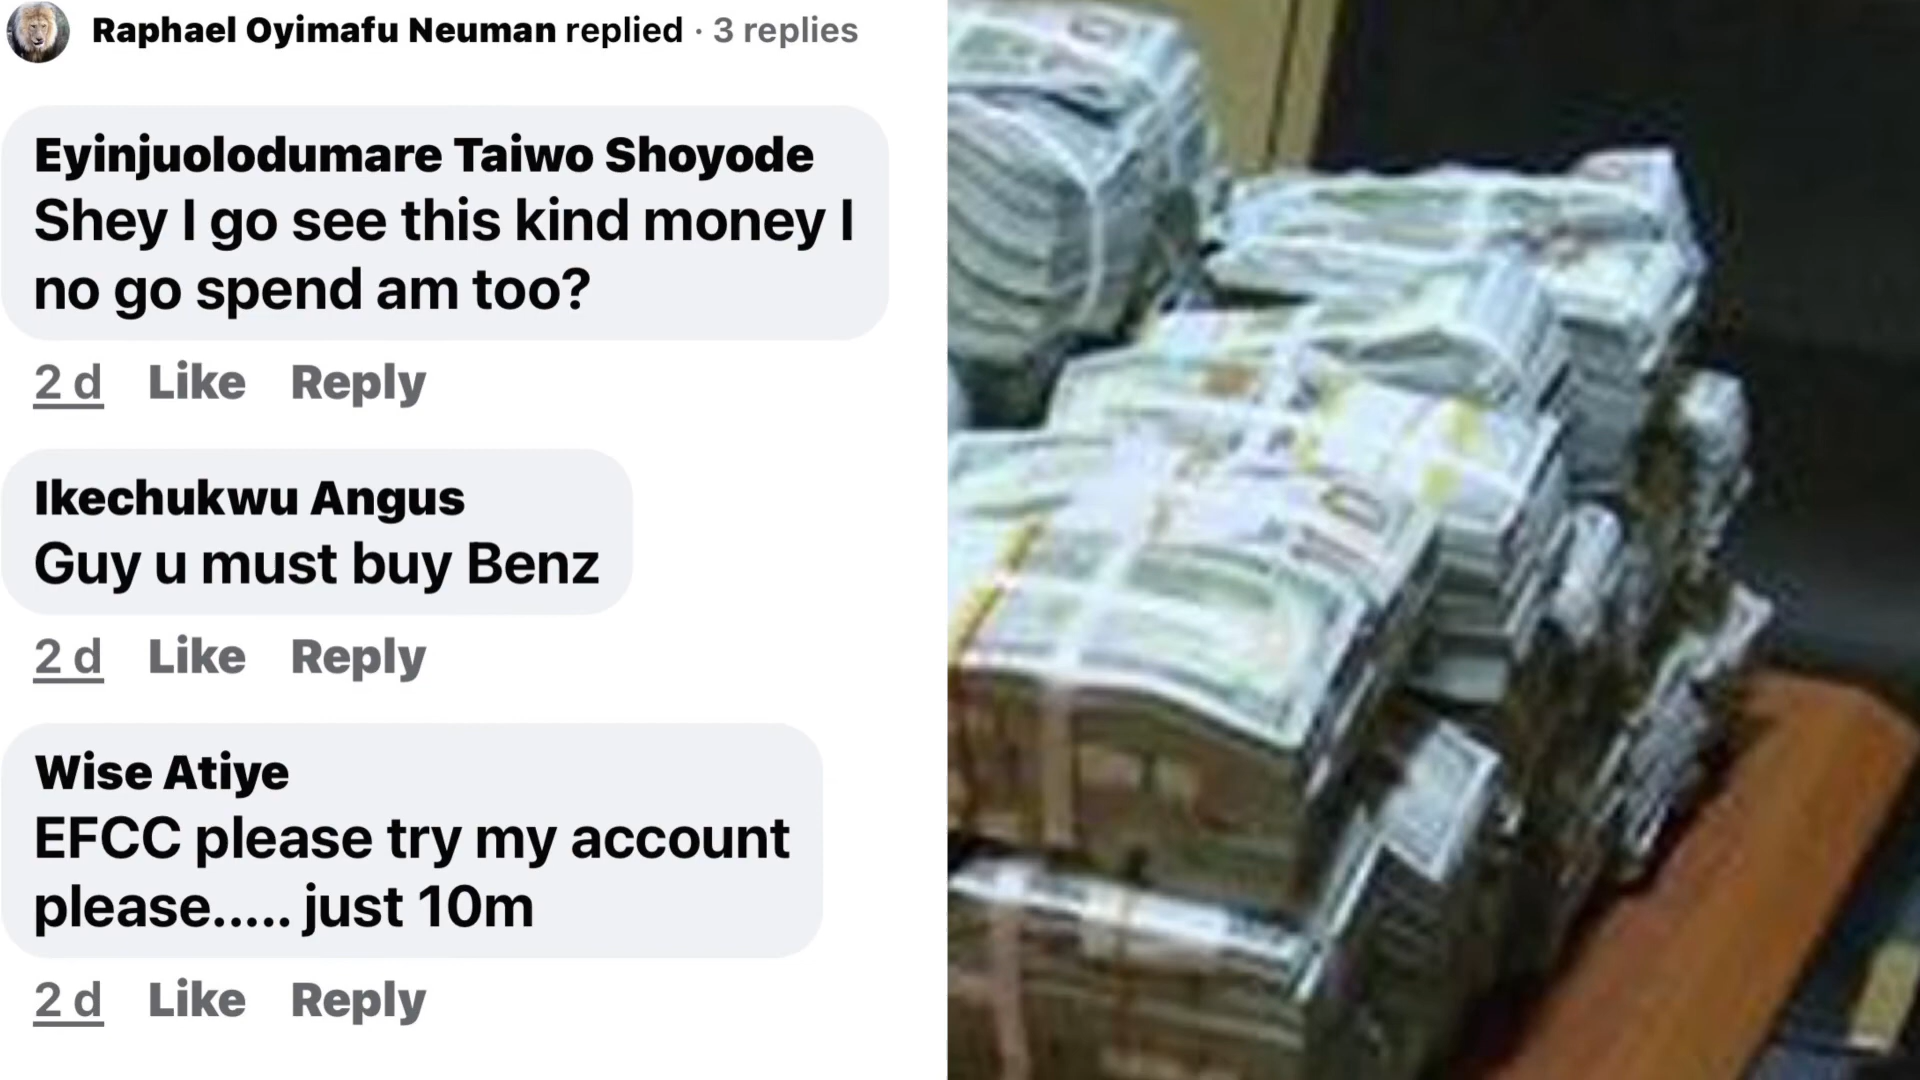 Raphael Oyimafu Neuman replied · 3 replies
Eyinjuolodumare Taiwo Shoyode
Shey I go see this kind money I
no go spend am too?
2 d Like Reply
Ikechukwu Angus
Guy u must buy Benz
2 d Like Reply
Wise Atiye
EFCC please try my account
please..... just 10m
2 d Like Reply